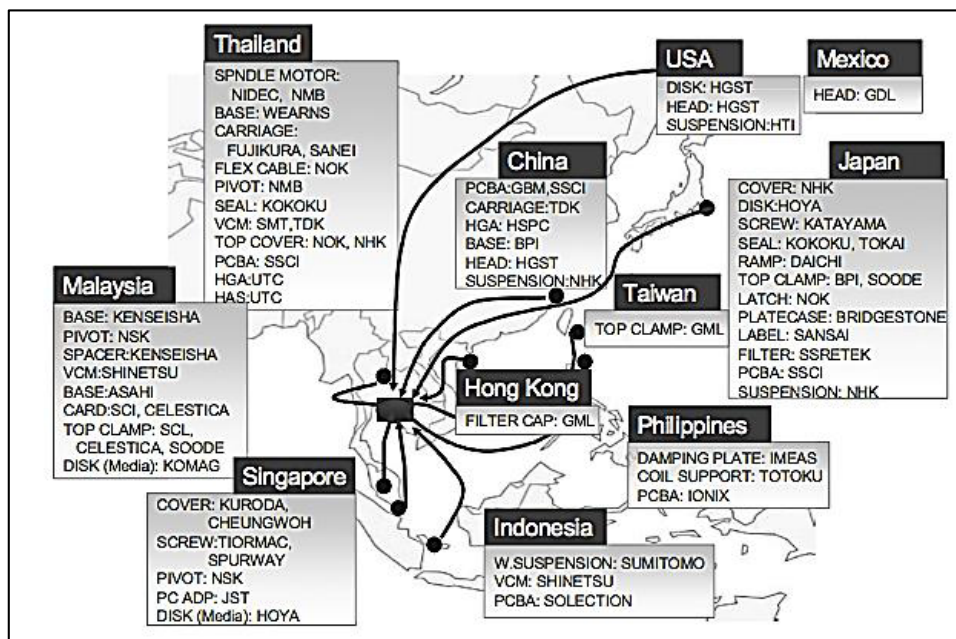 Thailand
SPNDLE MOTOR:
NIDEC, NMB
BASE: WEARNS
CARRIAGE:
FUJIKURA, SANEI
FLEX CABLE: NOK
PIVOT: NMB
SEAL: KOKOKU
VCM: SMT,TDK
TOP COVER: NOK, NHK
PCBA: SSCI
HGA:UTC
HAS:UTC
USA
DISK: HGST
HEAD: HGST
SUSPENSION:HTI
Mexico
HEAD: GDL
China
PCBA:GBM,SSCI
CARRIAGE:TDK
HGA: HSPC
BASE: BPI
HEAD: HGST
SUSPENSION:NHK
Japan
COVER: NHK
DISK:HOYA
SCREW: KATAYAMA
SEAL: KOKOKU, TOKAI
RAMP: DAICHI
TOP CLAMP: BPI, SOODE
LATCH: NOK
PLATECASE: BRIDGESTONE
LABEL: SANSAI
FILTER: SSRETEK
PCBA: SSCI
SUSPENSION: NHK
Malaysia
BASE: KENSEISHA
PIVOT: NSK
SPACER:KENSEISHA
VCM:SHINETSU
BASE:ASAHI
CARD:SCI, CELESTICA
TOP CLAMP: SCL,
CELESTICA, SOODE
DISK (Media): KOMAG
Taiwan
TOP CLAMP: GML
Hong Kong
FILTER CAP: GML
Philippines
DAMPING PLATE: IMEAS
COIL SUPPORT: TOTOKU
PCBA: IONIX
Singapore
COVER: KURODA,
CHEUNGWOH
SCREW:TIORMAC,
SPURWAY
PIVOT: NSK
PC ADP: JST
DISK (Media): HOYA
Indonesia
W.SUSPENSION: SUMITOMO
VCM: SHINETSU
PCBA: SOLECTION